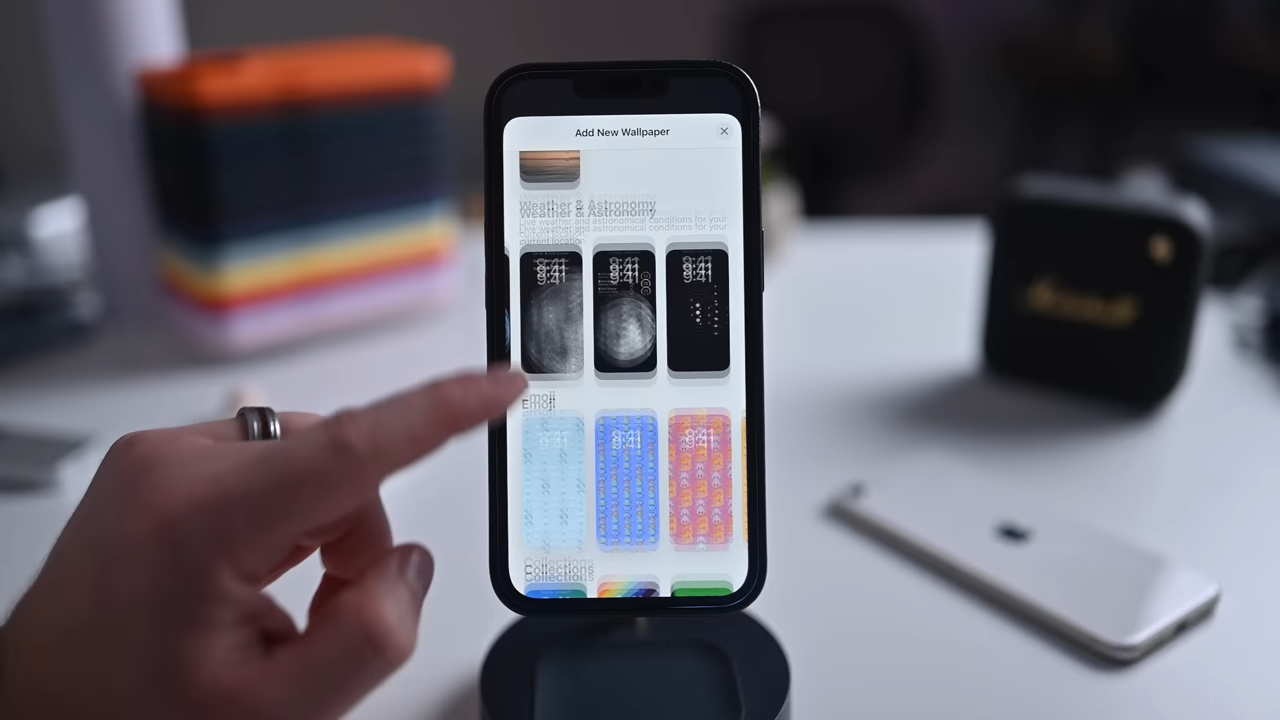 Add New Wallpaper
Weather & Astronomy
Live weather and astronomical conditions for your
current location.
9:41
9:41
9:41
Emoji
9:41
9:41
9:41
Collections